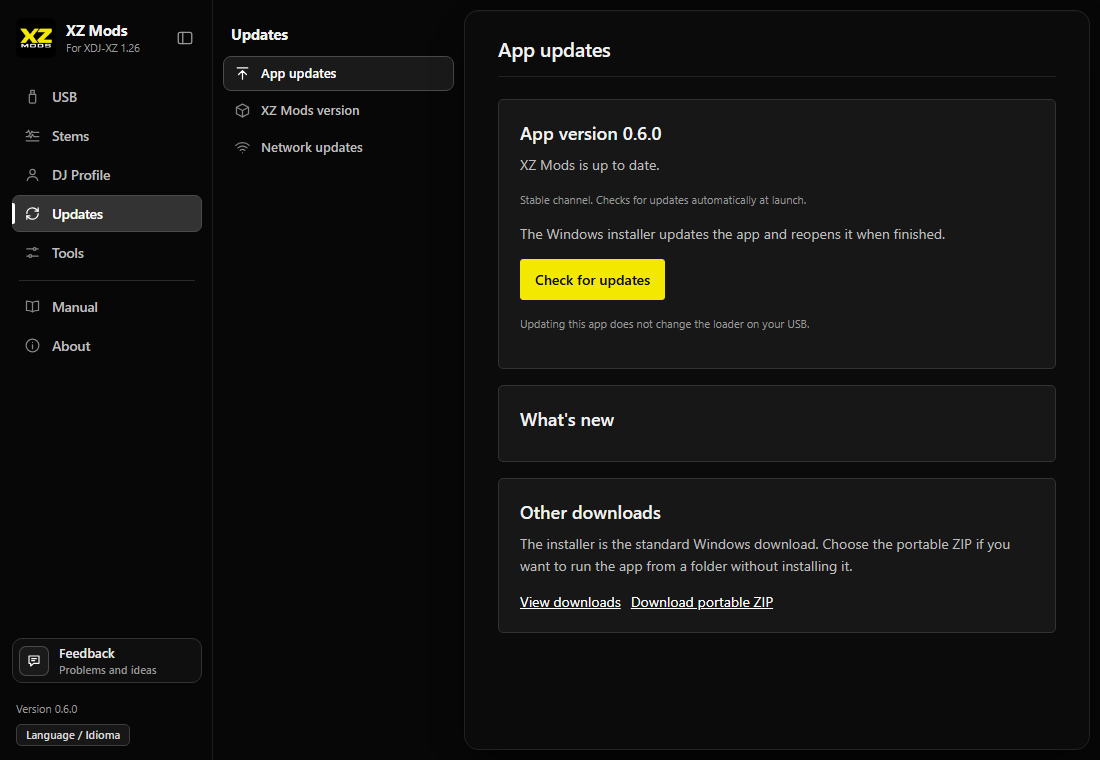 XZ
MODS
XZ Mods
For XDJ-XZ 1.26
USB
Stems
DJ Profile
Updates
Tools
Manual
About
Feedback
Problems and ideas
Version 0.6.0
Language / Idioma
Updates
App updates
XZ Mods version
Network updates
App updates
App version 0.6.0
XZ Mods is up to date.
Stable channel. Checks for updates automatically at launch.
The Windows installer updates the app and reopens it when finished.
Check for updates
Updating this app does not change the loader on your USB.
What's new
Other downloads
The installer is the standard Windows download. Choose the portable ZIP if you
want to run the app from a folder without installing it.
View downloads Download portable ZIP